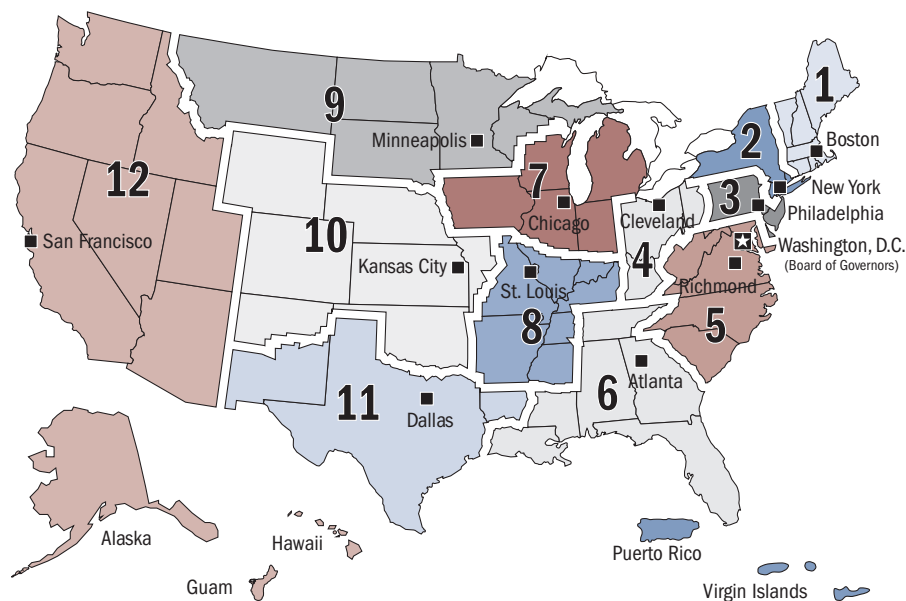 1
9
2
Minneapolis
Boston
7
12
New York
3
Philadelphia
Chicago
Cleveland
10
San Francisco
Washington, D.C.
(Board of Governors)
4
Kansas City
Richmond
St. Louis
8
5
Atlanta
6
11
Dallas
Alaska
Hawaii
Guam
Puerto Rico
Virgin Islands